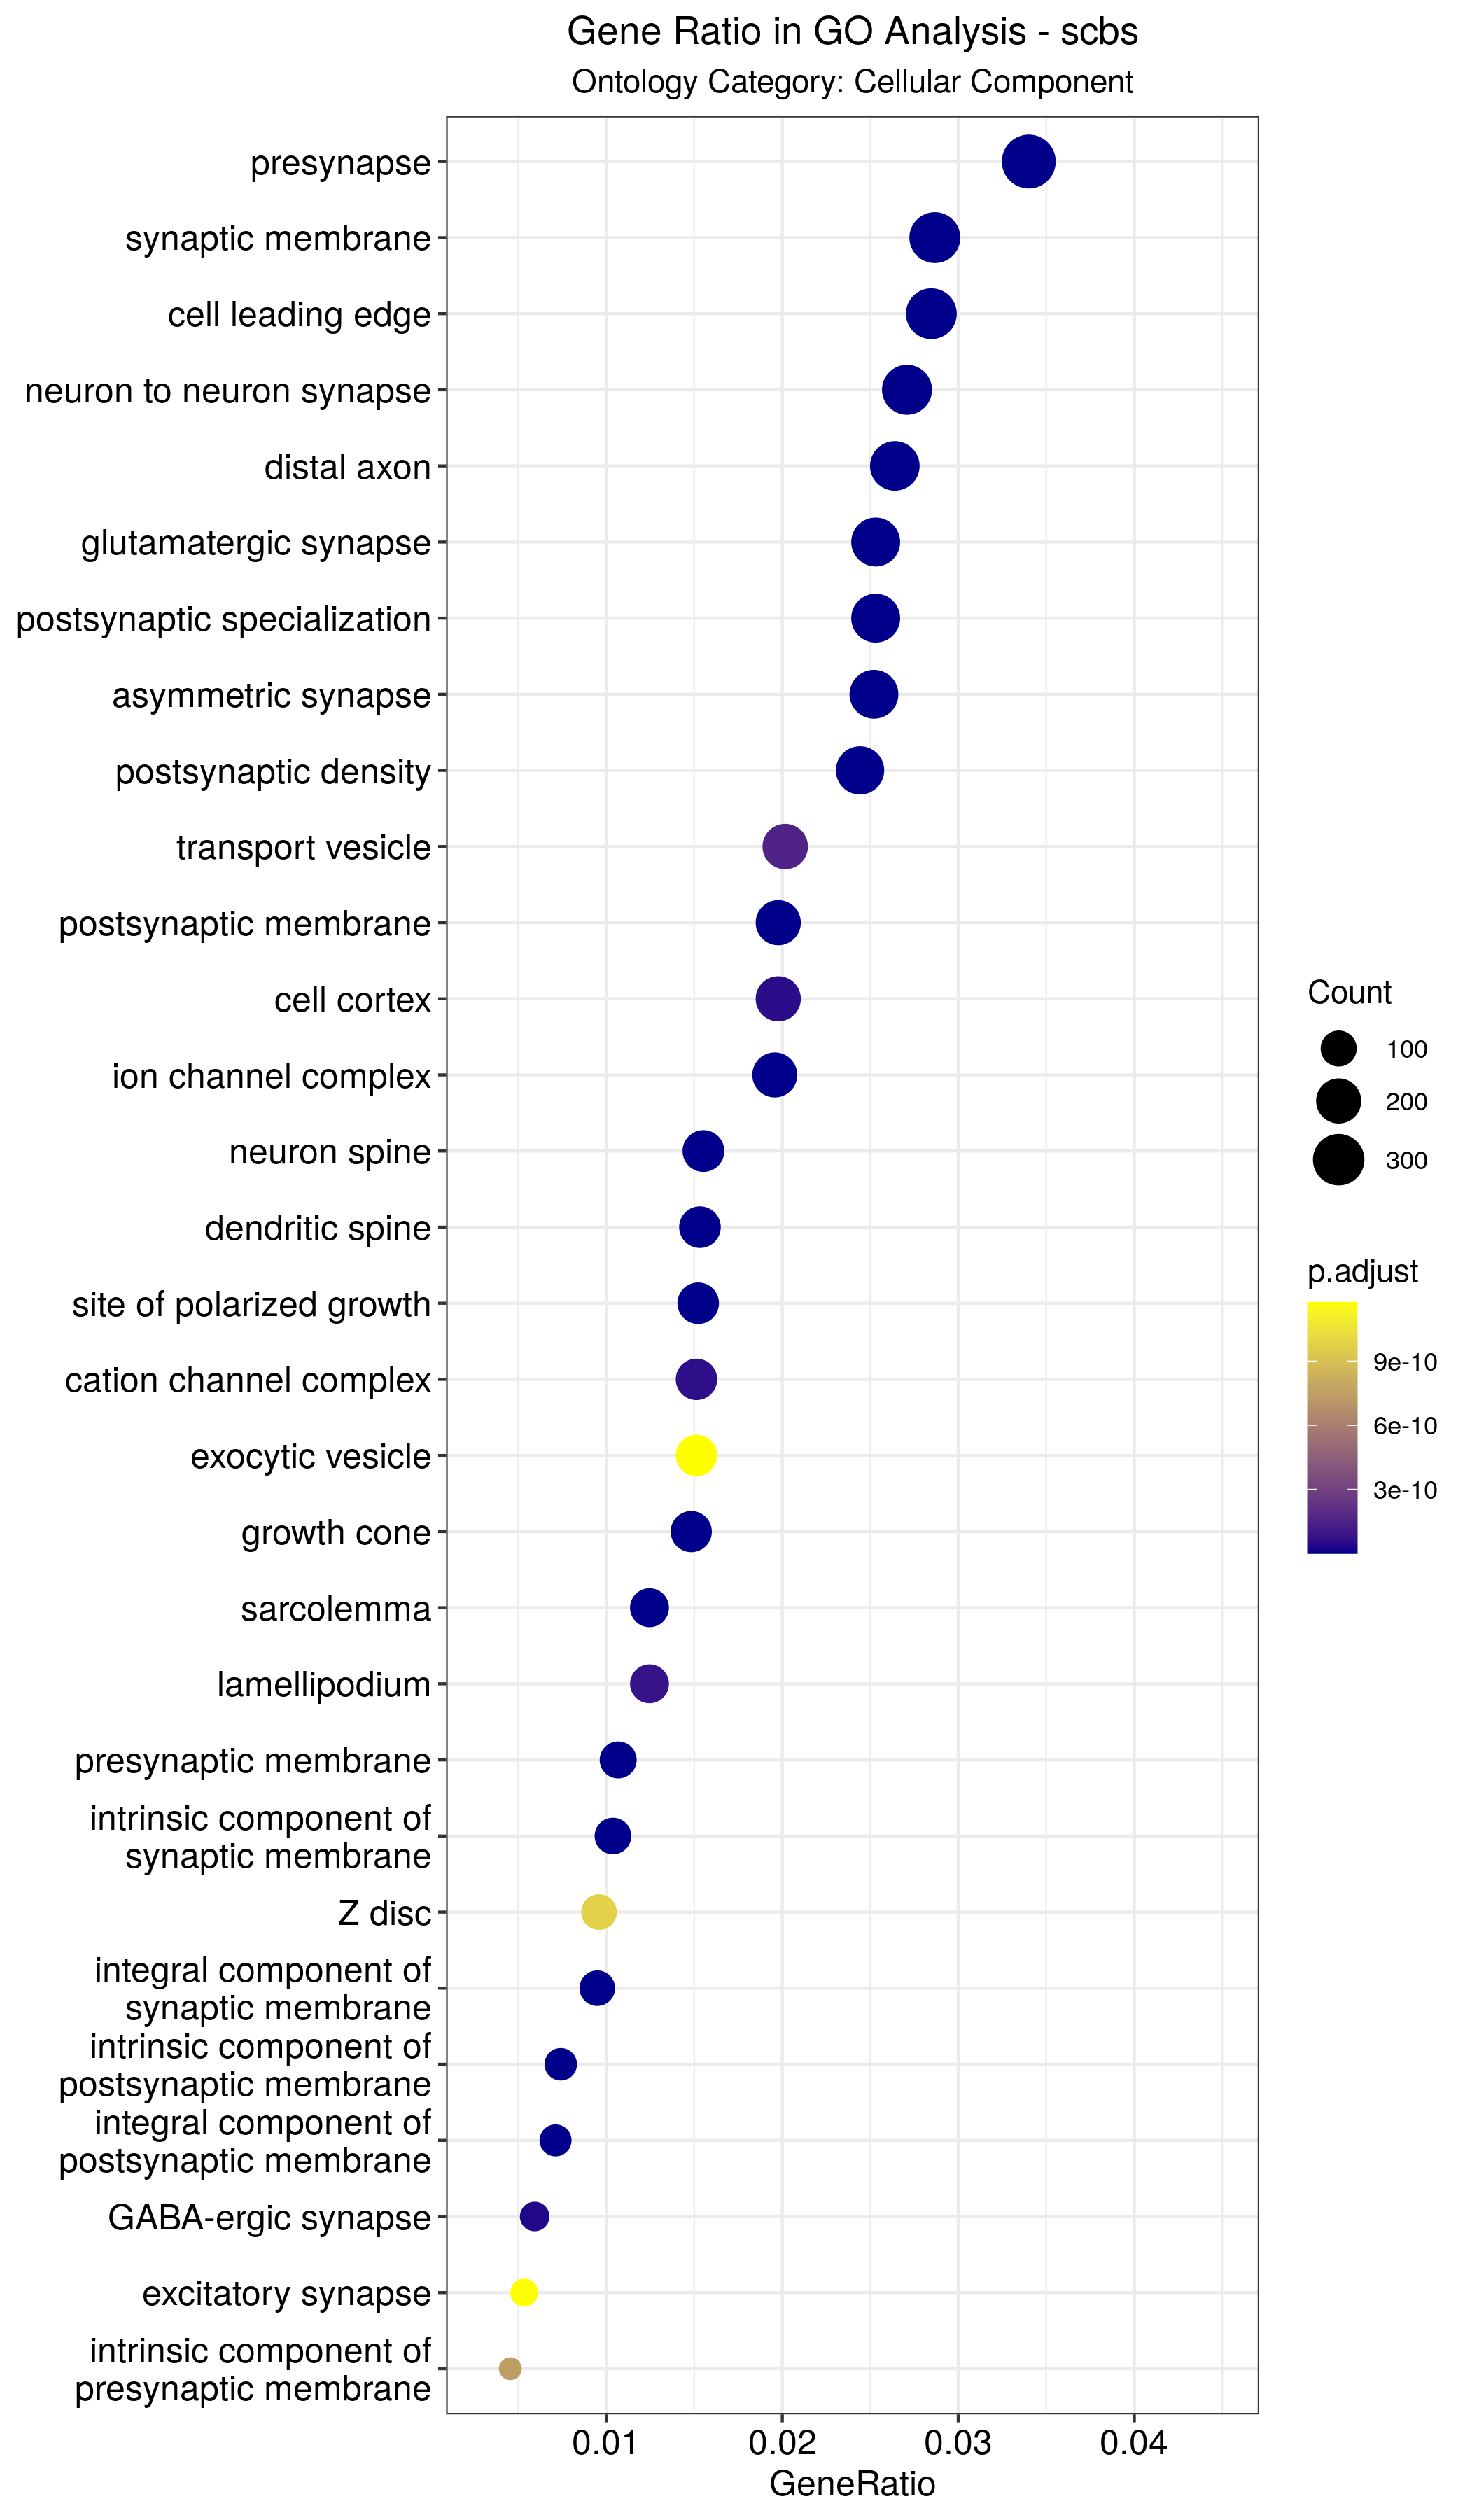 Gene Ratio in GO Analysis - scbs
Ontology Category: Cellular Component
presynapse
synaptic membrane
cell leading edge
neuron to neuron synapse
distal axon
glutamatergic synapse
postsynaptic specialization
asymmetric synapse
postsynaptic density
transport vesicle
postsynaptic membrane
cell cortex
ion channel complex
neuron spine
dendritic spine
site of polarized growth
cation channel complex
exocytic vesicle
growth cone
sarcolemma
lamellipodium
presynaptic membrane
intrinsic component of
synaptic membrane
Z disc
integral component of
synaptic membrane
intrinsic component of
postsynaptic membrane
integral component of
postsynaptic membrane
GABA-ergic synapse
excitatory synapse
intrinsic component of
presynaptic membrane
0.01 0.02 0.03 0.04
GeneRatio
Count
100
200
300
p.adjust
9e-10
6e-10
3e-10